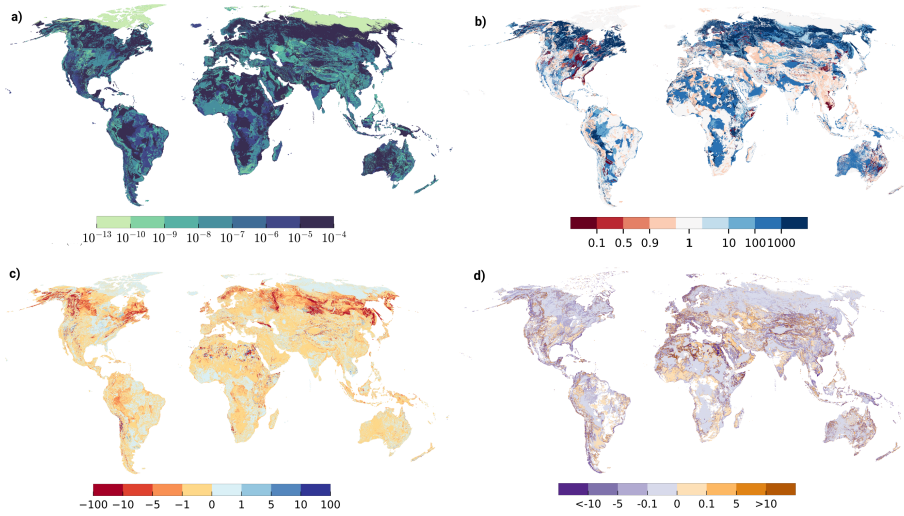 a)
b)
10⁻¹³ 10⁻¹⁰ 10⁻⁹ 10⁻⁸ 10⁻⁷ 10⁻⁶ 10⁻⁵ 10⁻⁴
0.1 0.5 0.9 1 10 100 1000
c)
d)
−100 −10 −5 −1 0 1 5 10 100
<-10 -5 -0.1 0 0.1 5 >10